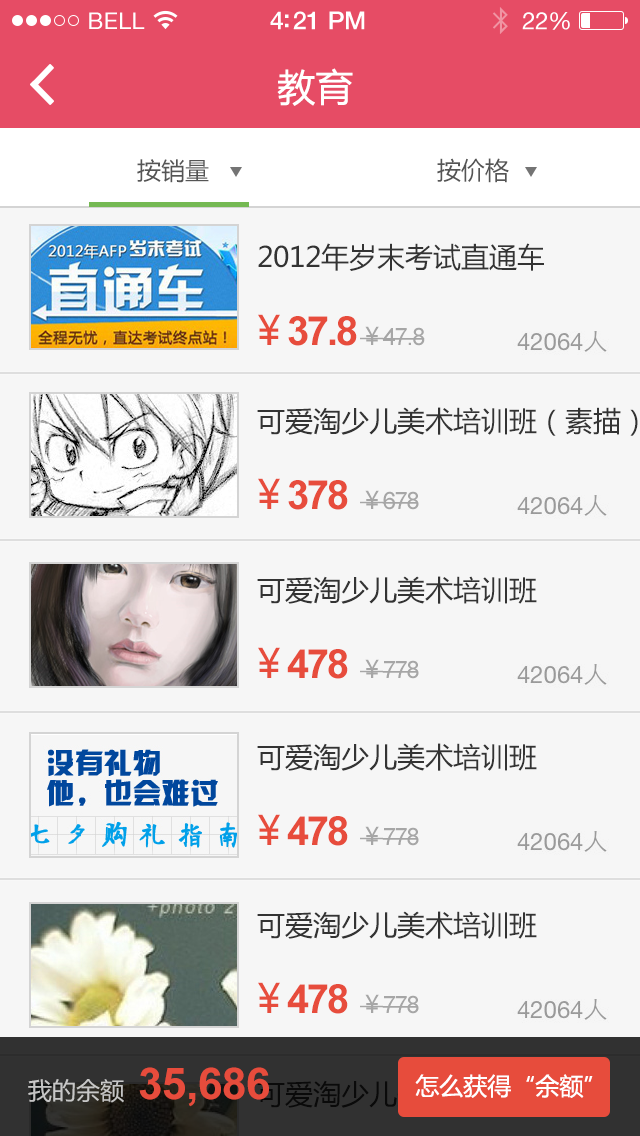 BELL 4:21 PM 22%
教育
按销量 按价格
2012年AFP岁末考试
直通车
全程无忧，直达考试终点站！
2012年岁末考试直通车
￥37.8 ￥47.8 42064人
可爱淘少儿美术培训班（素描）
￥378 ￥678 42064人
可爱淘少儿美术培训班
￥478 ￥778 42064人
没有礼物
他，也会难过
七夕购礼指南
可爱淘少儿美术培训班
￥478 ￥778 42064人
+photo 2
可爱淘少儿美术培训班
￥478 ￥778 42064人
我的余额 35,686 可爱淘少儿 怎么获得“余额”